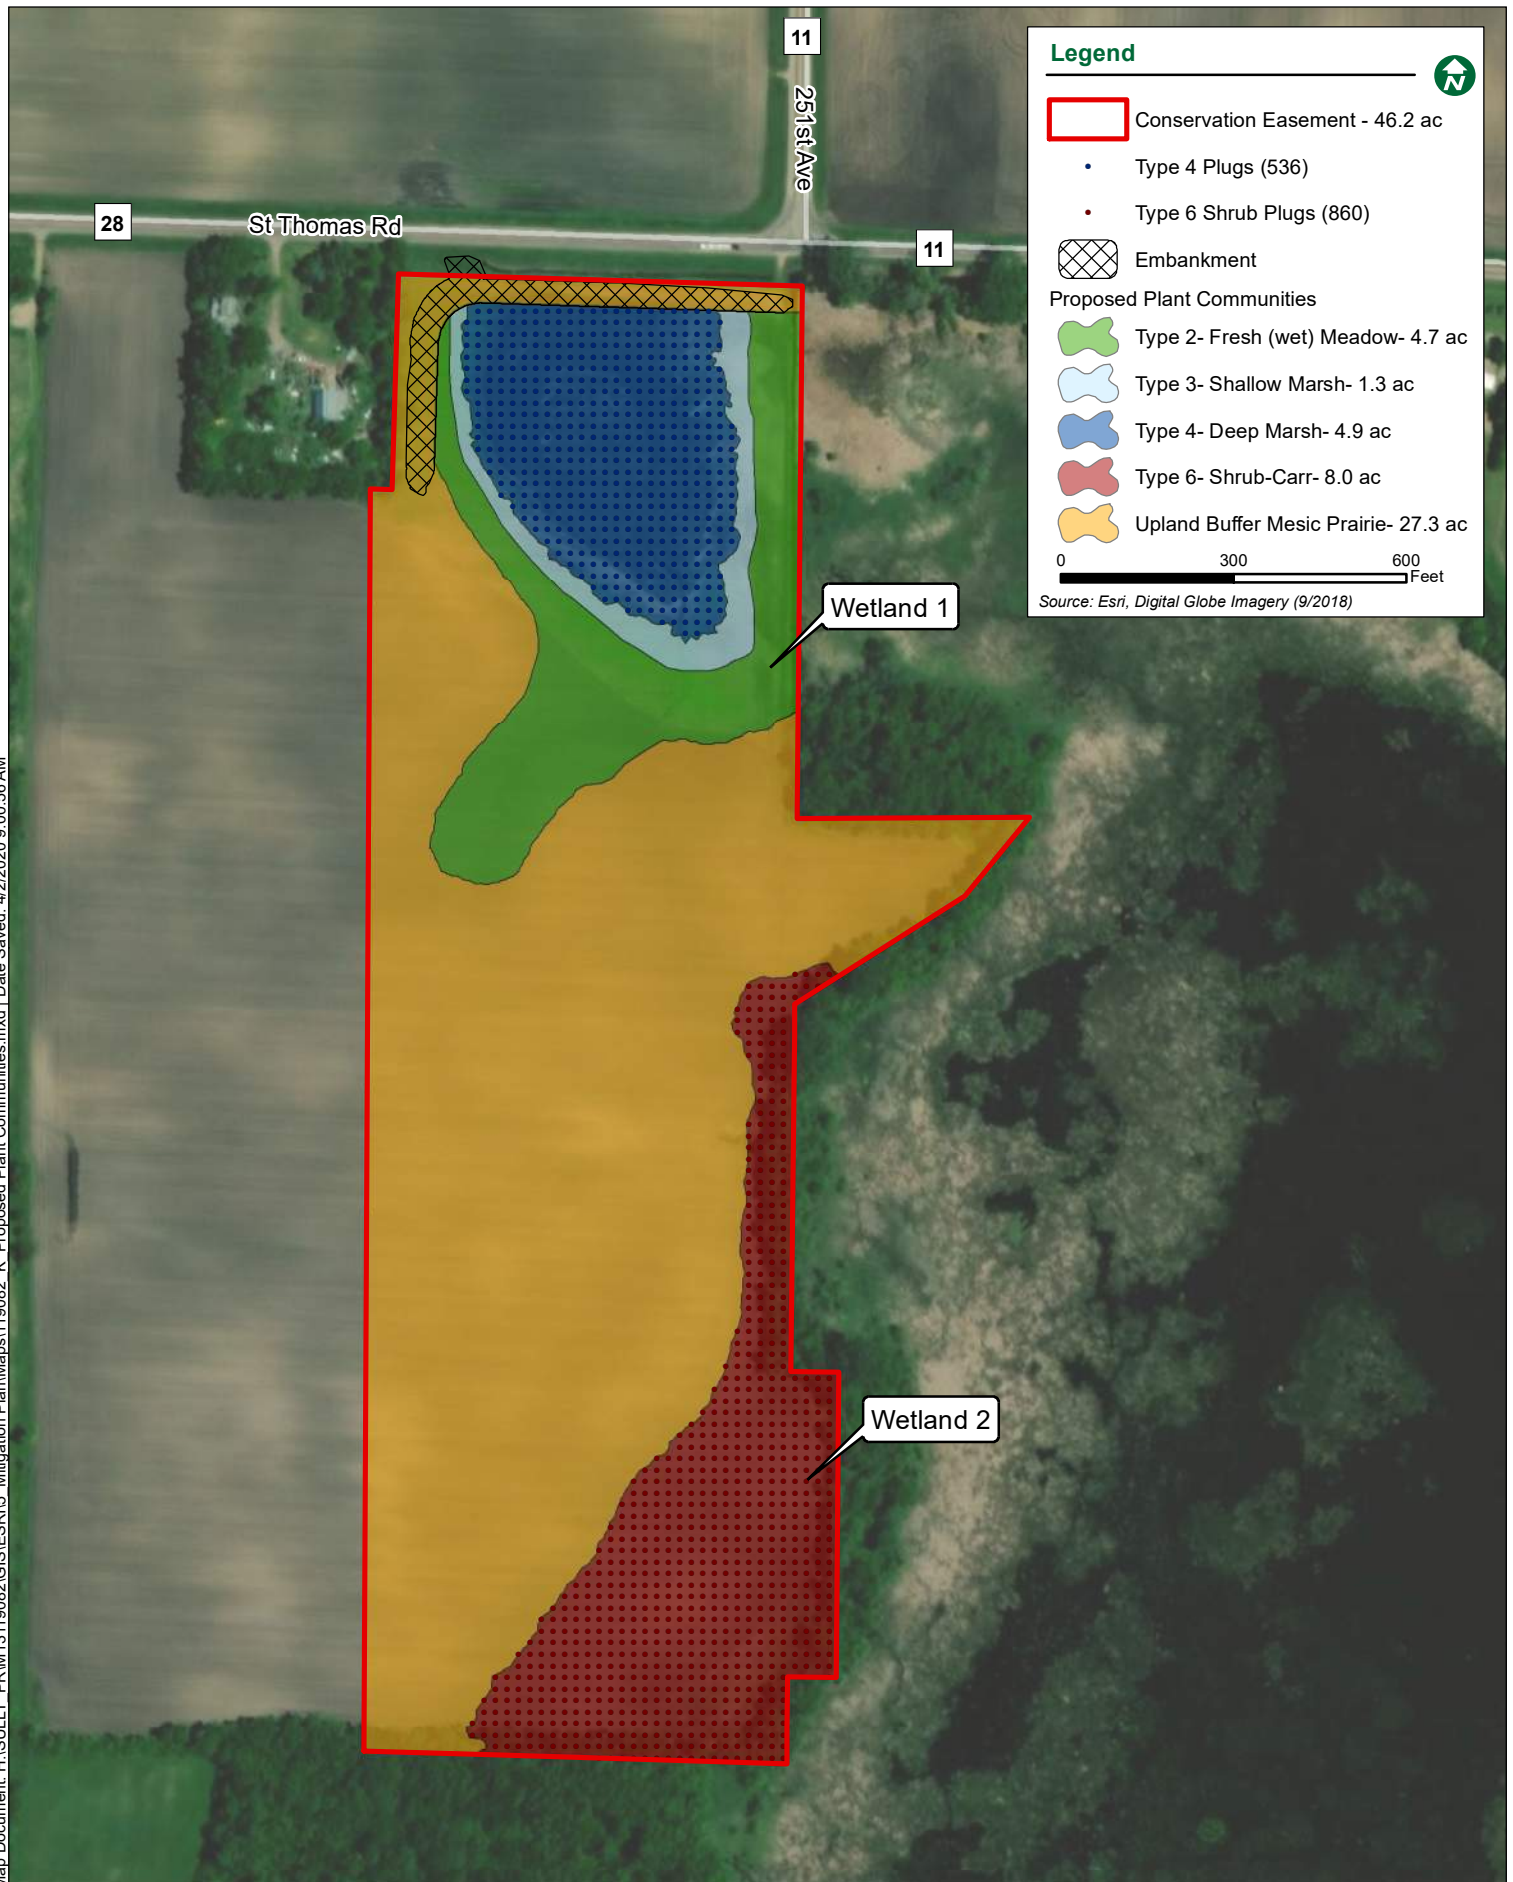 11
251st Ave
28
St Thomas Rd
11
Legend
N
Conservation Easement - 46.2 ac
Type 4 Plugs (536)
Type 6 Shrub Plugs (860)
Embankment
Proposed Plant Communities
Type 2- Fresh (wet) Meadow- 4.7 ac
Type 3- Shallow Marsh- 1.3 ac
Type 4- Deep Marsh- 4.9 ac
Type 6- Shrub-Carr- 8.0 ac
Upland Buffer Mesic Prairie- 27.3 ac
0 300 600
Feet
Source: Esri, Digital Globe Imagery (9/2018)
Wetland 1
Wetland 2